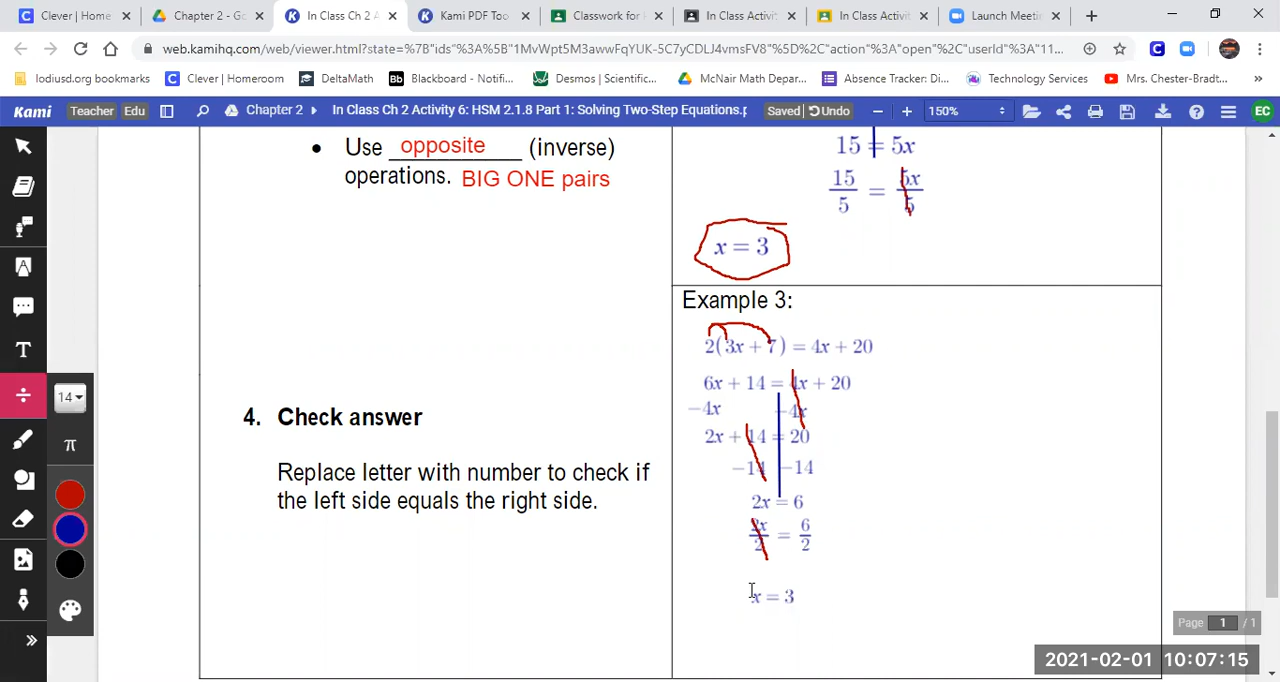 Clever | Home
Chapter 2 - Go
In Class Ch 2 A
Kami PDF Too
Classwork for
In Class Activit
In Class Activit
Launch Meeti
web.kamihq.com/web/viewer.html?state=%7B"ids"%3A%5B"1MvWpt5M3awwFqYUK-5C7yCDLJ4vmsFV8"%5D%2C"action"%3A"open"%2C"userId"%3A"11...
lodiusd.org bookmarks
Clever | Homeroom
DeltaMath
Blackboard - Notifi...
Desmos | Scientific...
McNair Math Depar...
Absence Tracker: Di...
Technology Services
Mrs. Chester-Bradt...
Kami
Teacher
Edu
Chapter 2
In Class Ch 2 Activity 6: HSM 2.1.8 Part 1: Solving Two-Step Equations.p
Saved
Undo
150%
EC
• Use opposite (inverse)
operations. BIG ONE pairs
15 = 5x
15/5 = 5x/5
x = 3
Example 3:
2(3x + 7) = 4x + 20
6x + 14 = 4x + 20
−4x −4x
2x + 14 = 20
−14 −14
2x = 6
2x/2 = 6/2
x = 3
4. Check answer
Replace letter with number to check if
the left side equals the right side.
14
π
Page 1 / 1
2021-02-01 10:07:15